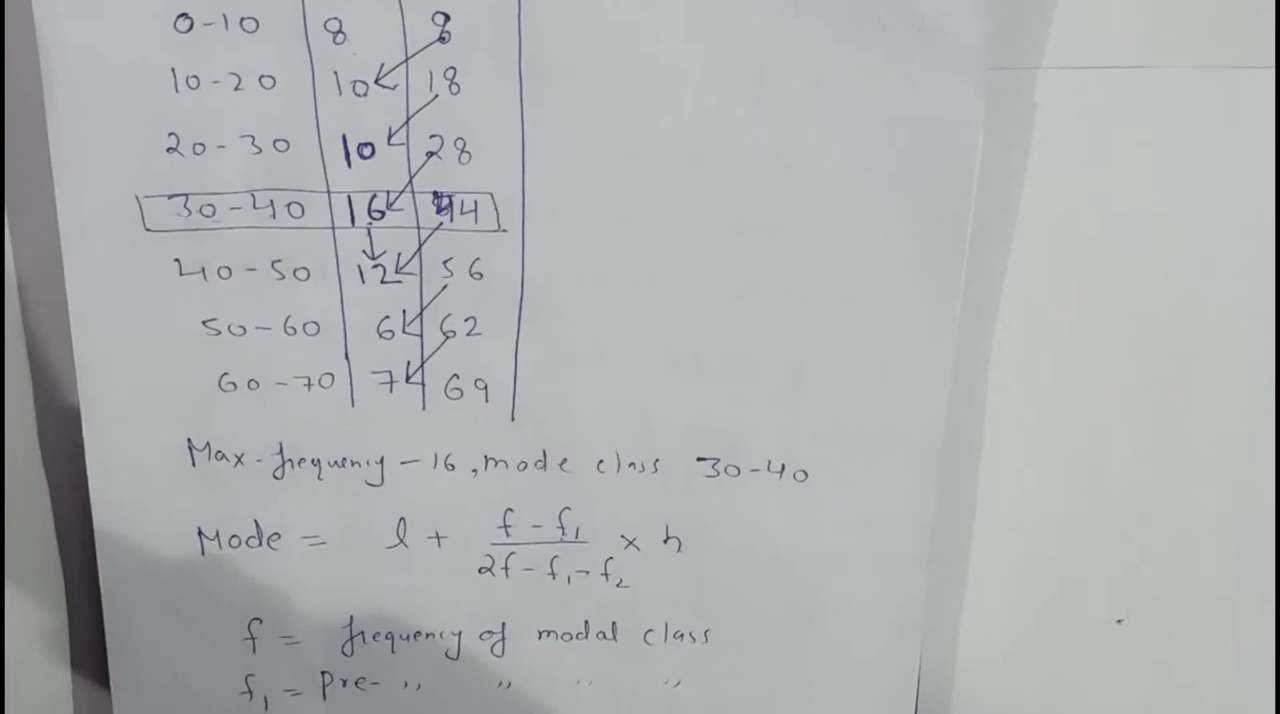 0-10 8 8
10-20 10 18
20-30 10 28
30-40 16 44
40-50 12 56
50-60 6 62
60-70 7 69
Max-frequency-16, mode class 30-40
Mode = l + (f - f₁)/(2f - f₁ - f₂) × h
f = frequency of modal class
f₁ = Pre- ,, ,, ,, ,,